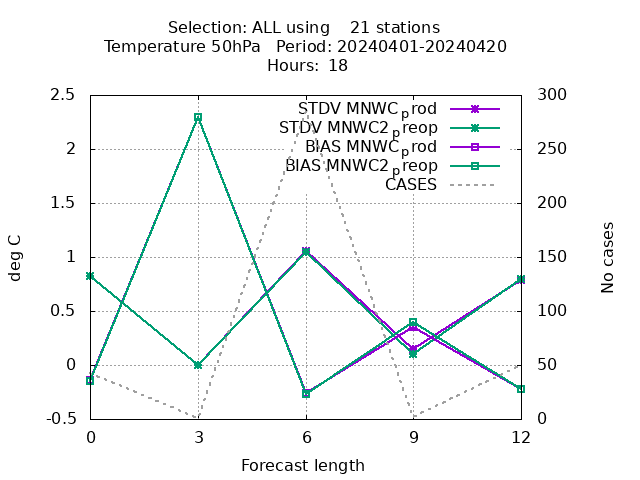 Selection: ALL using    21 stations
Temperature 50hPa   Period: 20240401-20240420
Hours:  18
2.5
2
1.5
1
0.5
0
-0.5
300
250
200
150
100
50
0
STDV MNWC_prod
STDV MNWC2_preop
BIAS MNWC_prod
BIAS MNWC2_preop
CASES
deg C
No cases
0
3
6
9
12
Forecast length